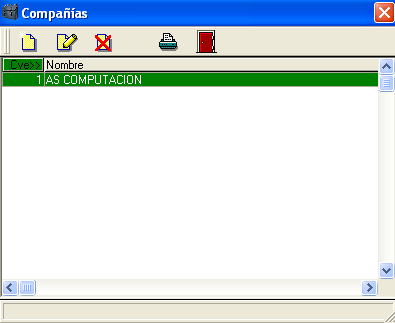 Compañías
Cve>> Nombre
1 AS COMPUTACION